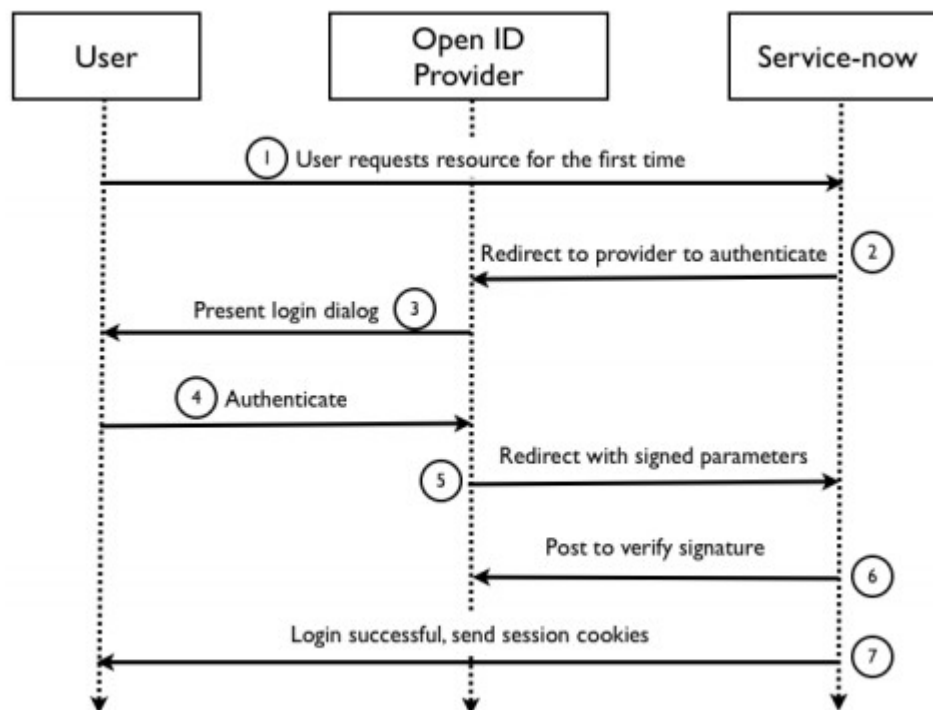 User
Open ID
Provider
Service-now
1 User requests resource for the first time
Redirect to provider to authenticate 2
Present login dialog 3
4 Authenticate
5 Redirect with signed parameters
Post to verify signature 6
Login successful, send session cookies 7